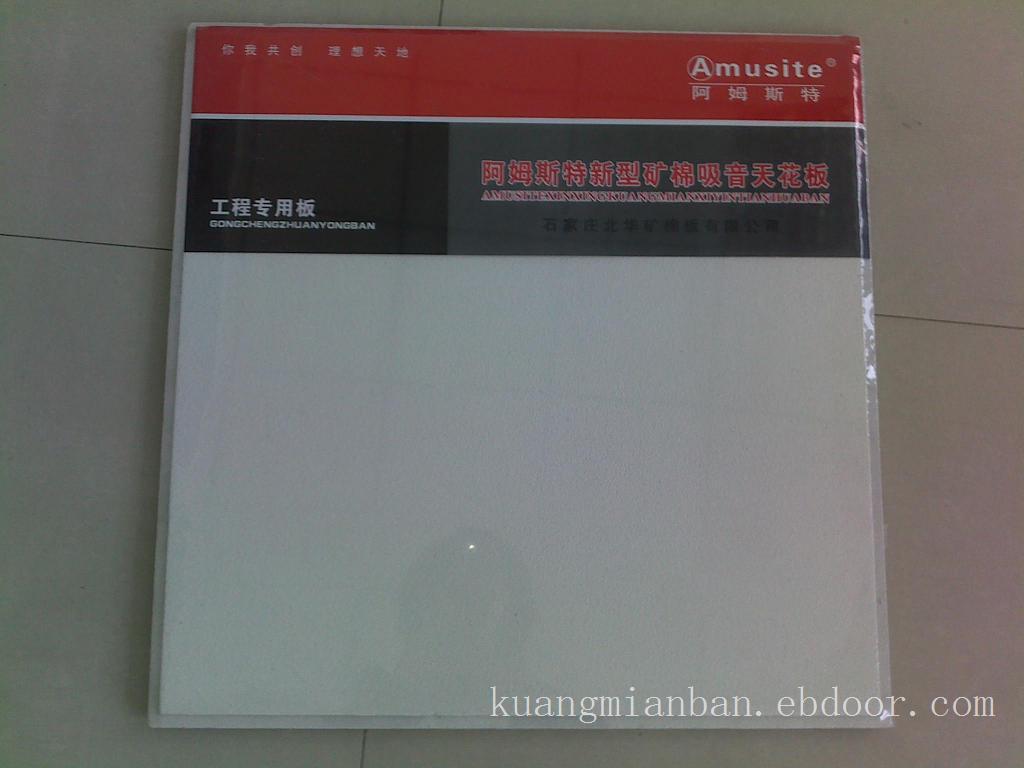 你我共创 理想天地
Amusite®
阿姆斯特
阿姆斯特新型矿棉吸音天花板
AMUSITEXINXINGKUANGMIANXIYINTIANHUABAN
工程专用板
GONGCHENGZHUANYONGBAN
石家庄北华矿棉板有限公司
kuangmianban.ebdoor.com